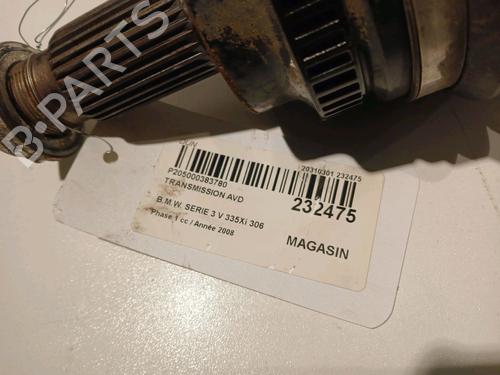 B-PARTS
P205000383780
TRANSMISSION AVD
B.M.W. SERIE 3 V 335Xi 306
Phase 1 cc / Année 2008
20310301 232475
232475
MAGASIN